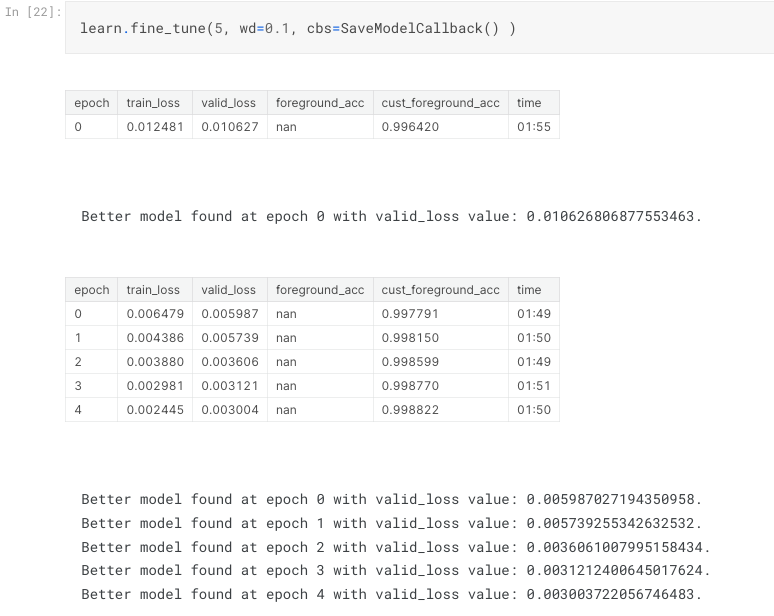 In [22]:
learn.fine_tune(5, wd=0.1, cbs=SaveModelCallback() )
epoch train_loss valid_loss foreground_acc cust_foreground_acc time
0 0.012481 0.010627 nan 0.996420 01:55
Better model found at epoch 0 with valid_loss value: 0.010626806877553463.
epoch train_loss valid_loss foreground_acc cust_foreground_acc time
0 0.006479 0.005987 nan 0.997791 01:49
1 0.004386 0.005739 nan 0.998150 01:50
2 0.003880 0.003606 nan 0.998599 01:49
3 0.002981 0.003121 nan 0.998770 01:51
4 0.002445 0.003004 nan 0.998822 01:50
Better model found at epoch 0 with valid_loss value: 0.005987027194350958.
Better model found at epoch 1 with valid_loss value: 0.005739255342632532.
Better model found at epoch 2 with valid_loss value: 0.0036061007995158434.
Better model found at epoch 3 with valid_loss value: 0.0031212400645017624.
Better model found at epoch 4 with valid_loss value: 0.003003722056746483.